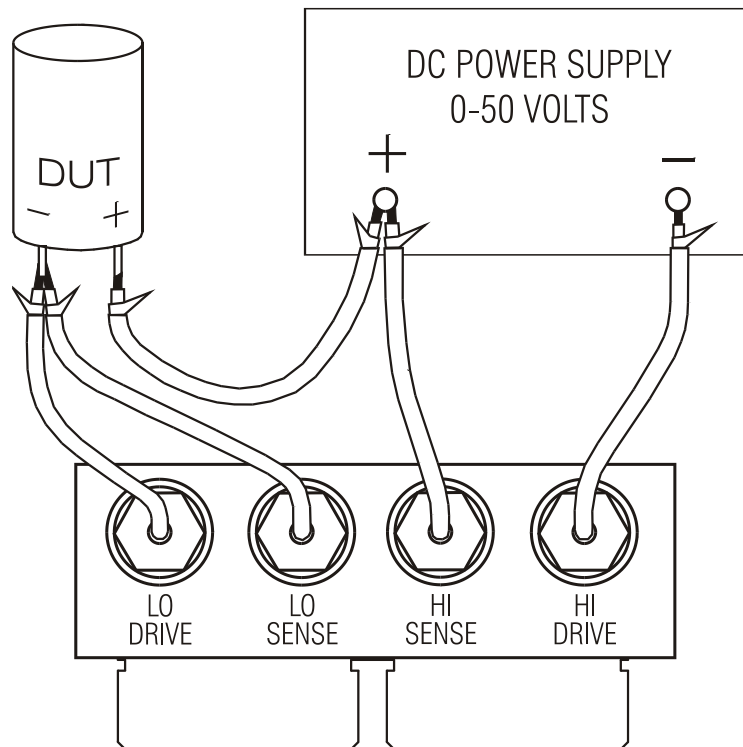 DC POWER SUPPLY
0-50 VOLTS
+ −
DUT
− +
LO
DRIVE
LO
SENSE
HI
SENSE
HI
DRIVE